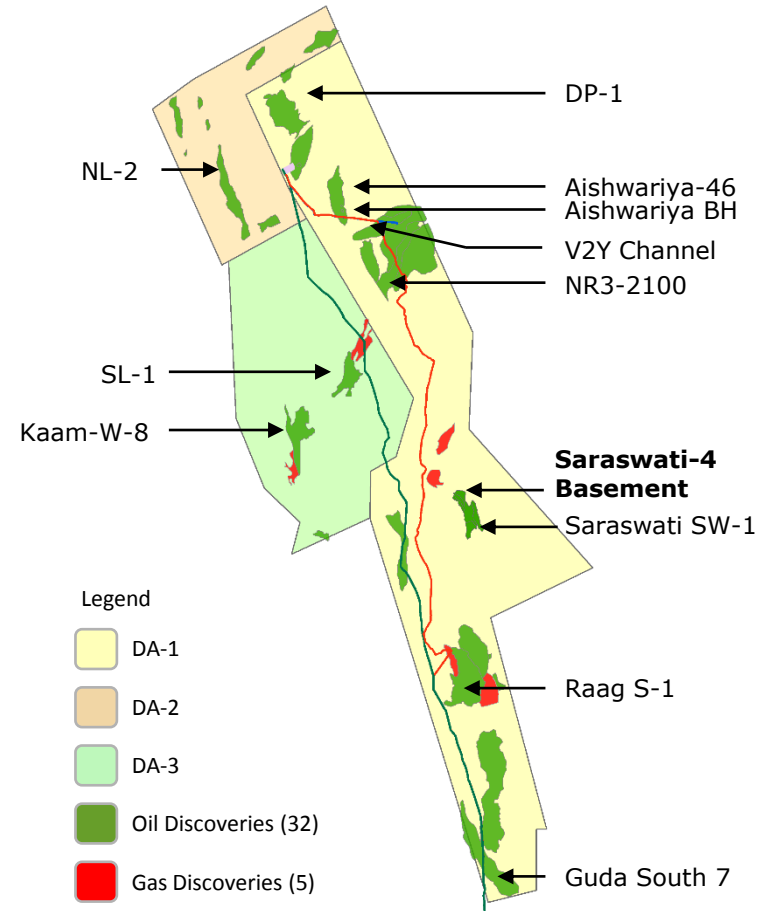 DP-1
NL-2
Aishwariya-46
Aishwariya BH
V2Y Channel
NR3-2100
SL-1
Kaam-W-8
Saraswati-4
Basement
Saraswati SW-1
Raag S-1
Guda South 7
Legend
DA-1
DA-2
DA-3
Oil Discoveries (32)
Gas Discoveries (5)